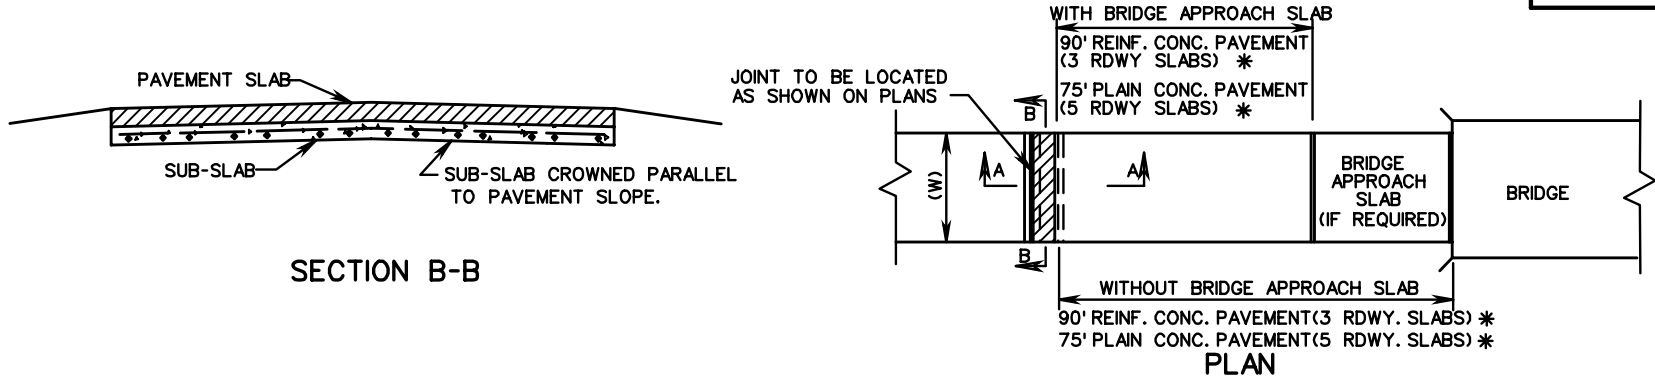 PAVEMENT SLAB
SUB-SLAB
SUB-SLAB CROWNED PARALLEL
TO PAVEMENT SLOPE.
SECTION B-B
WITH BRIDGE APPROACH SLAB
90' REINF. CONC. PAVEMENT
(3 RDWY SLABS) *
75' PLAIN CONC. PAVEMENT
(5 RDWY SLABS) *
JOINT TO BE LOCATED
AS SHOWN ON PLANS
B
(W)
A
A
BRIDGE
APPROACH
SLAB
(IF REQUIRED)
BRIDGE
B
WITHOUT BRIDGE APPROACH SLAB
90' REINF. CONC. PAVEMENT(3 RDWY. SLABS) *
75' PLAIN CONC. PAVEMENT(5 RDWY. SLABS) *
PLAN